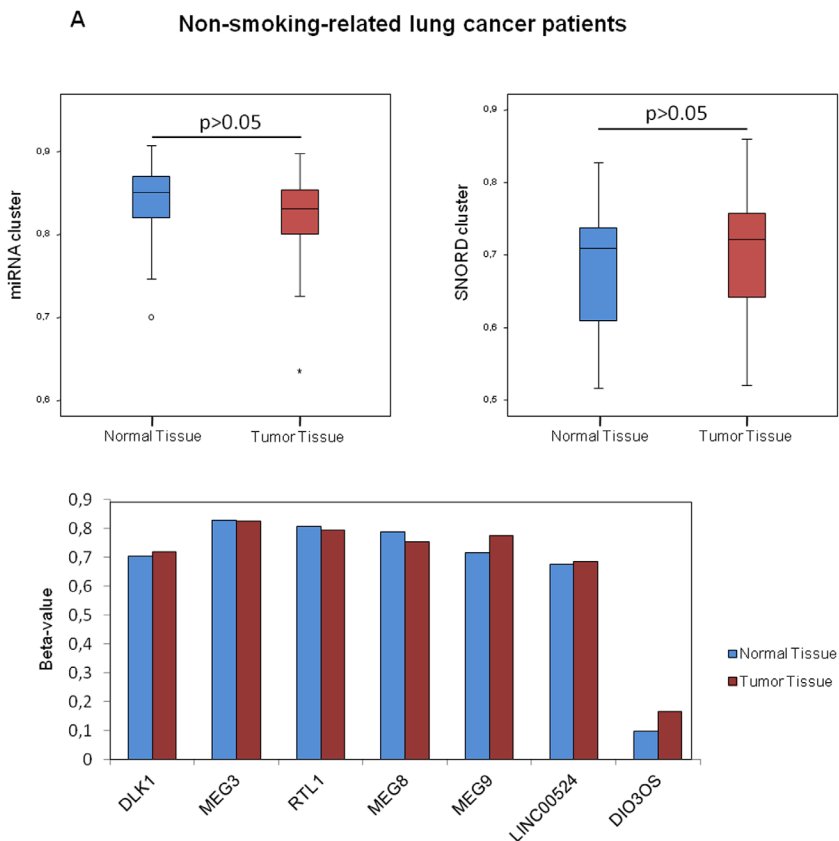 A
Non-smoking-related lung cancer patients
p>0.05
0,9
0,8
0,7
0,6
miRNA cluster
Normal Tissue
Tumor Tissue
p>0.05
0,9
0,8
0,7
0,6
0,5
SNORD cluster
Normal Tissue
Tumor Tissue
0,9
0,8
0,7
0,6
0,5
0,4
0,3
0,2
0,1
0
Beta-value
DLK1
MEG3
RTL1
MEG8
MEG9
LINC00524
DIO3OS
Normal Tissue
Tumor Tissue